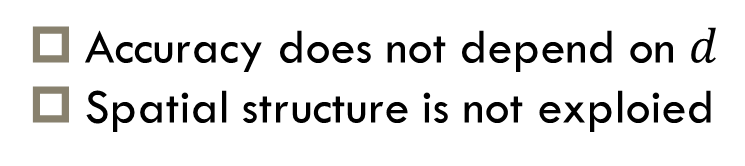 Accuracy does not depend on d
Spatial structure is not exploied